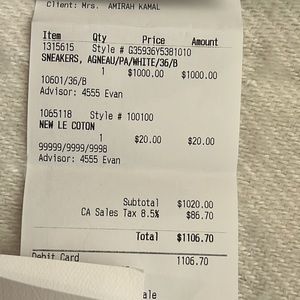 Client: Mrs. AMIRAH KAMAL
Item Qty Price Amount
1315615 Style # G35936Y5381010
SNEAKERS, AGNEAU/PA/WHITE/36/B
1 $1000.00 $1000.00
10601/36/B
Advisor: 4555 Evan
1065118 Style # 100100
NEW LE COTON
1 $20.00 $20.00
99999/9999/9998
Advisor: 4555 Evan
Subtotal $1020.00
CA Sales Tax 8.5% $86.70
Total $1106.70
Debit Card 1106.70
ale